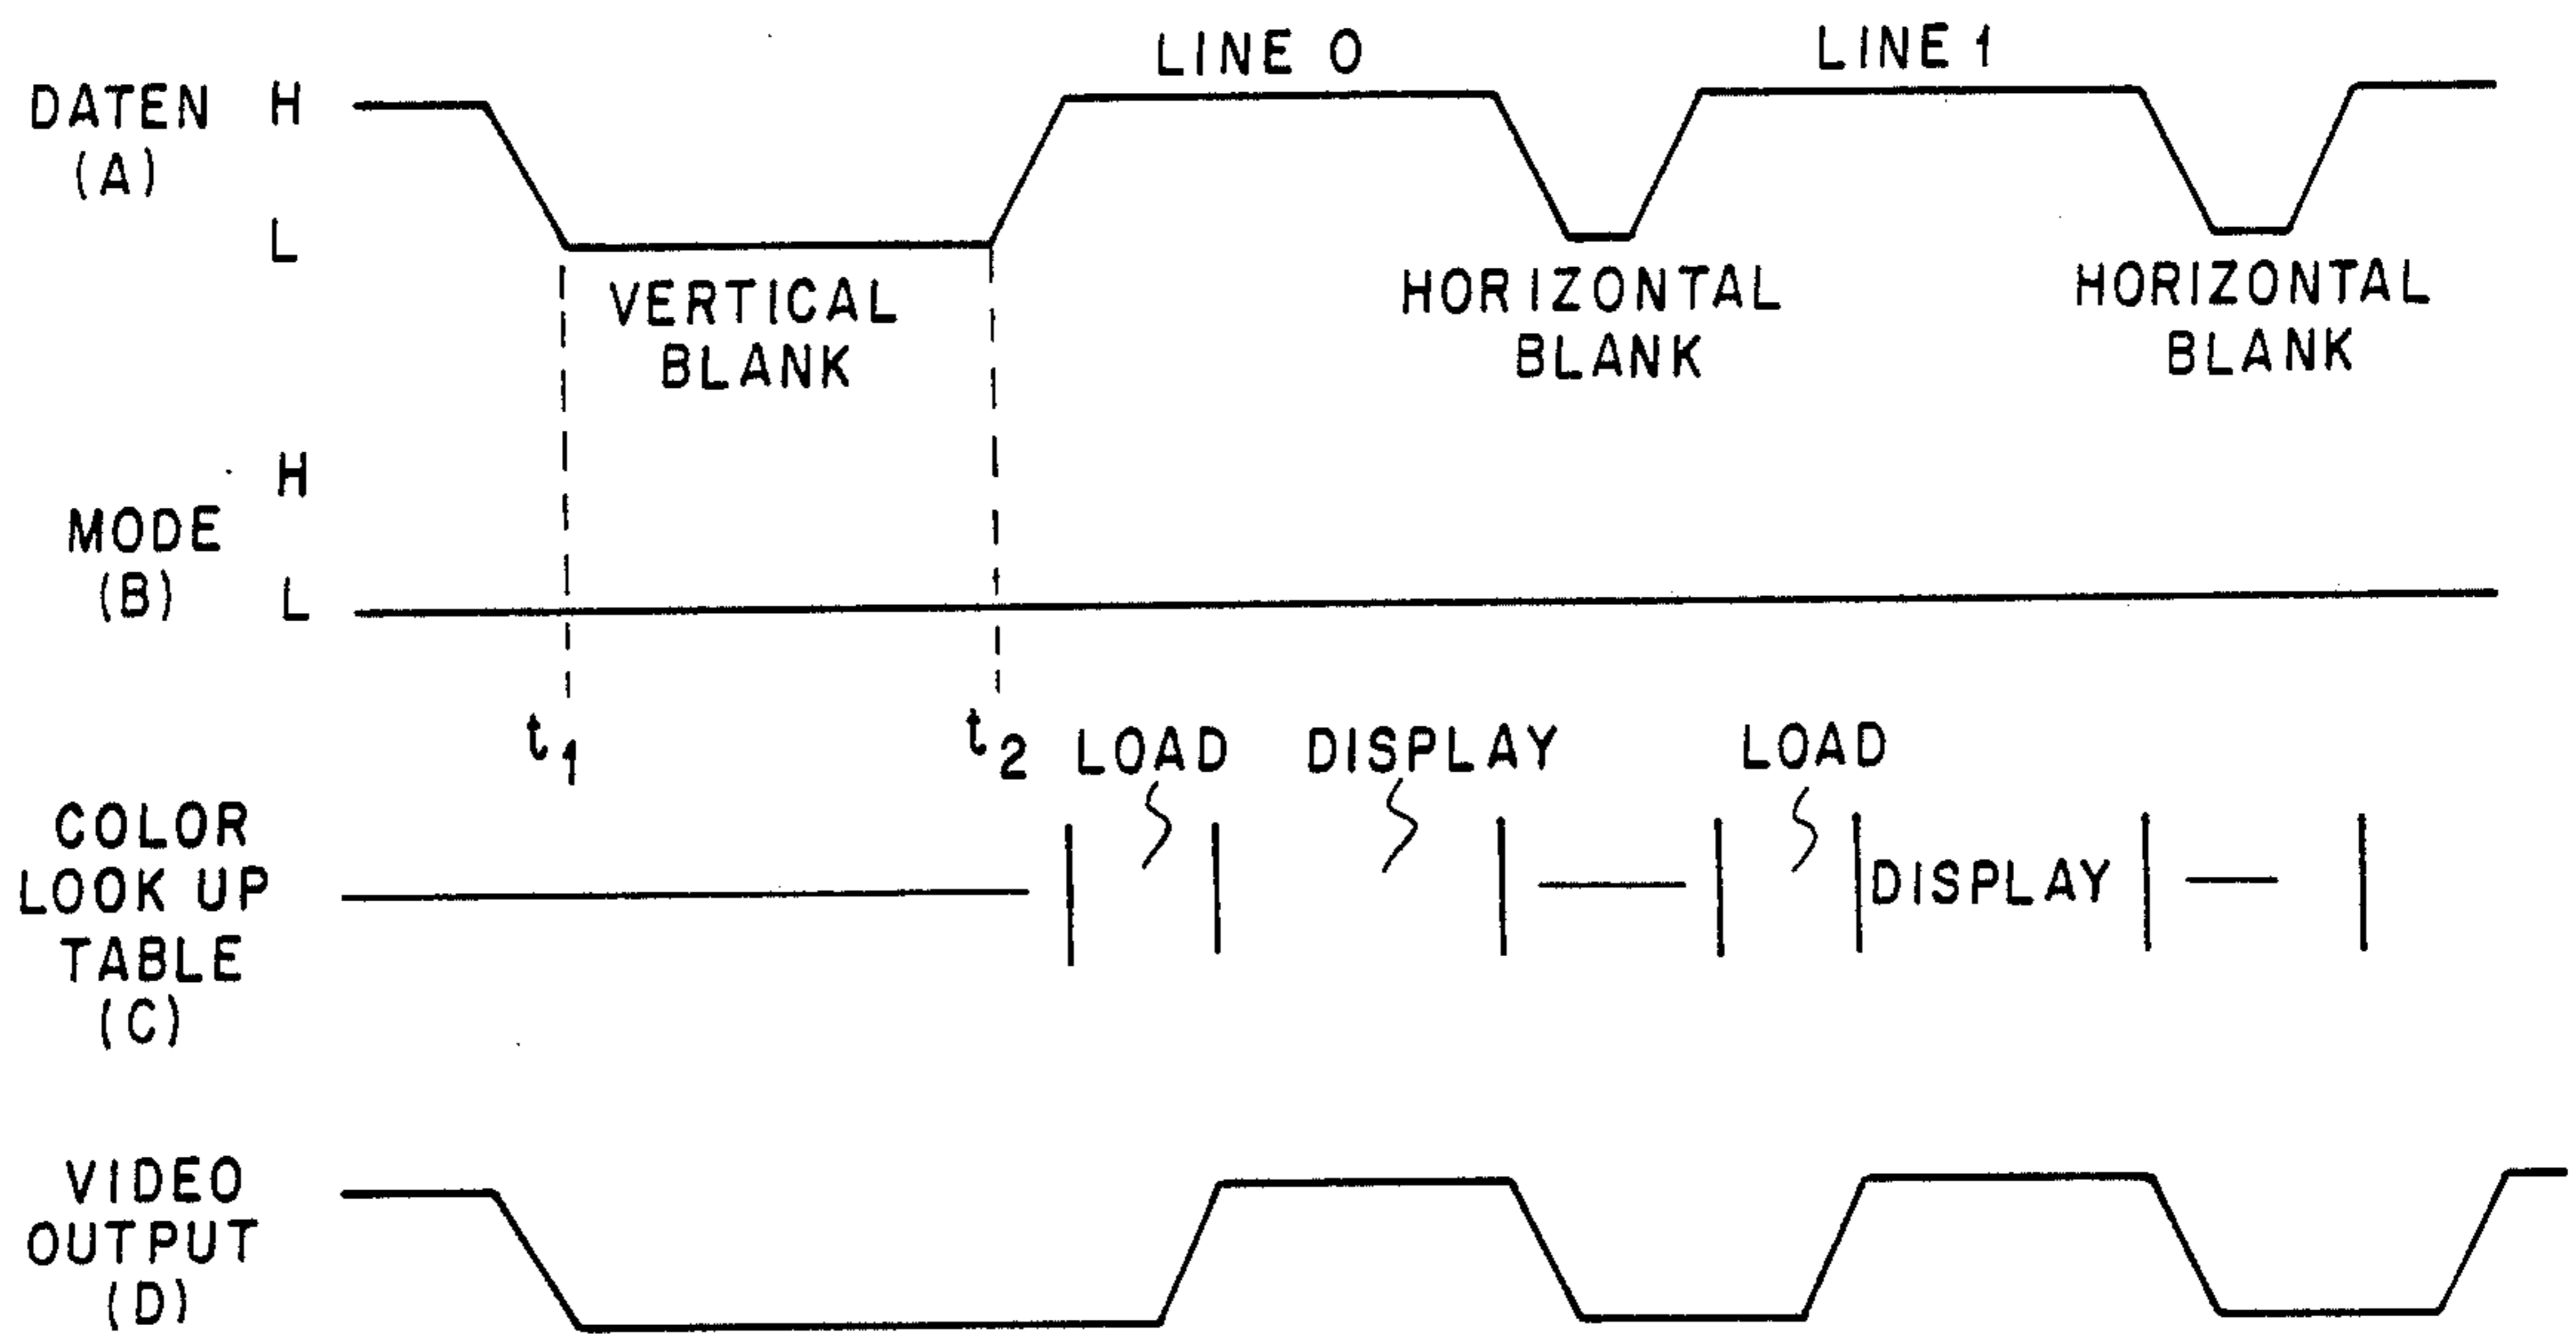 LINE 0
LINE 1
DATEN
(A)
H
L
VERTICAL
BLANK
HORIZONTAL
BLANK
HORIZONTAL
BLANK
MODE
(B)
H
L
t1
t2
LOAD
DISPLAY
LOAD
COLOR
LOOK UP
TABLE
(C)
DISPLAY
VIDEO
OUTPUT
(D)